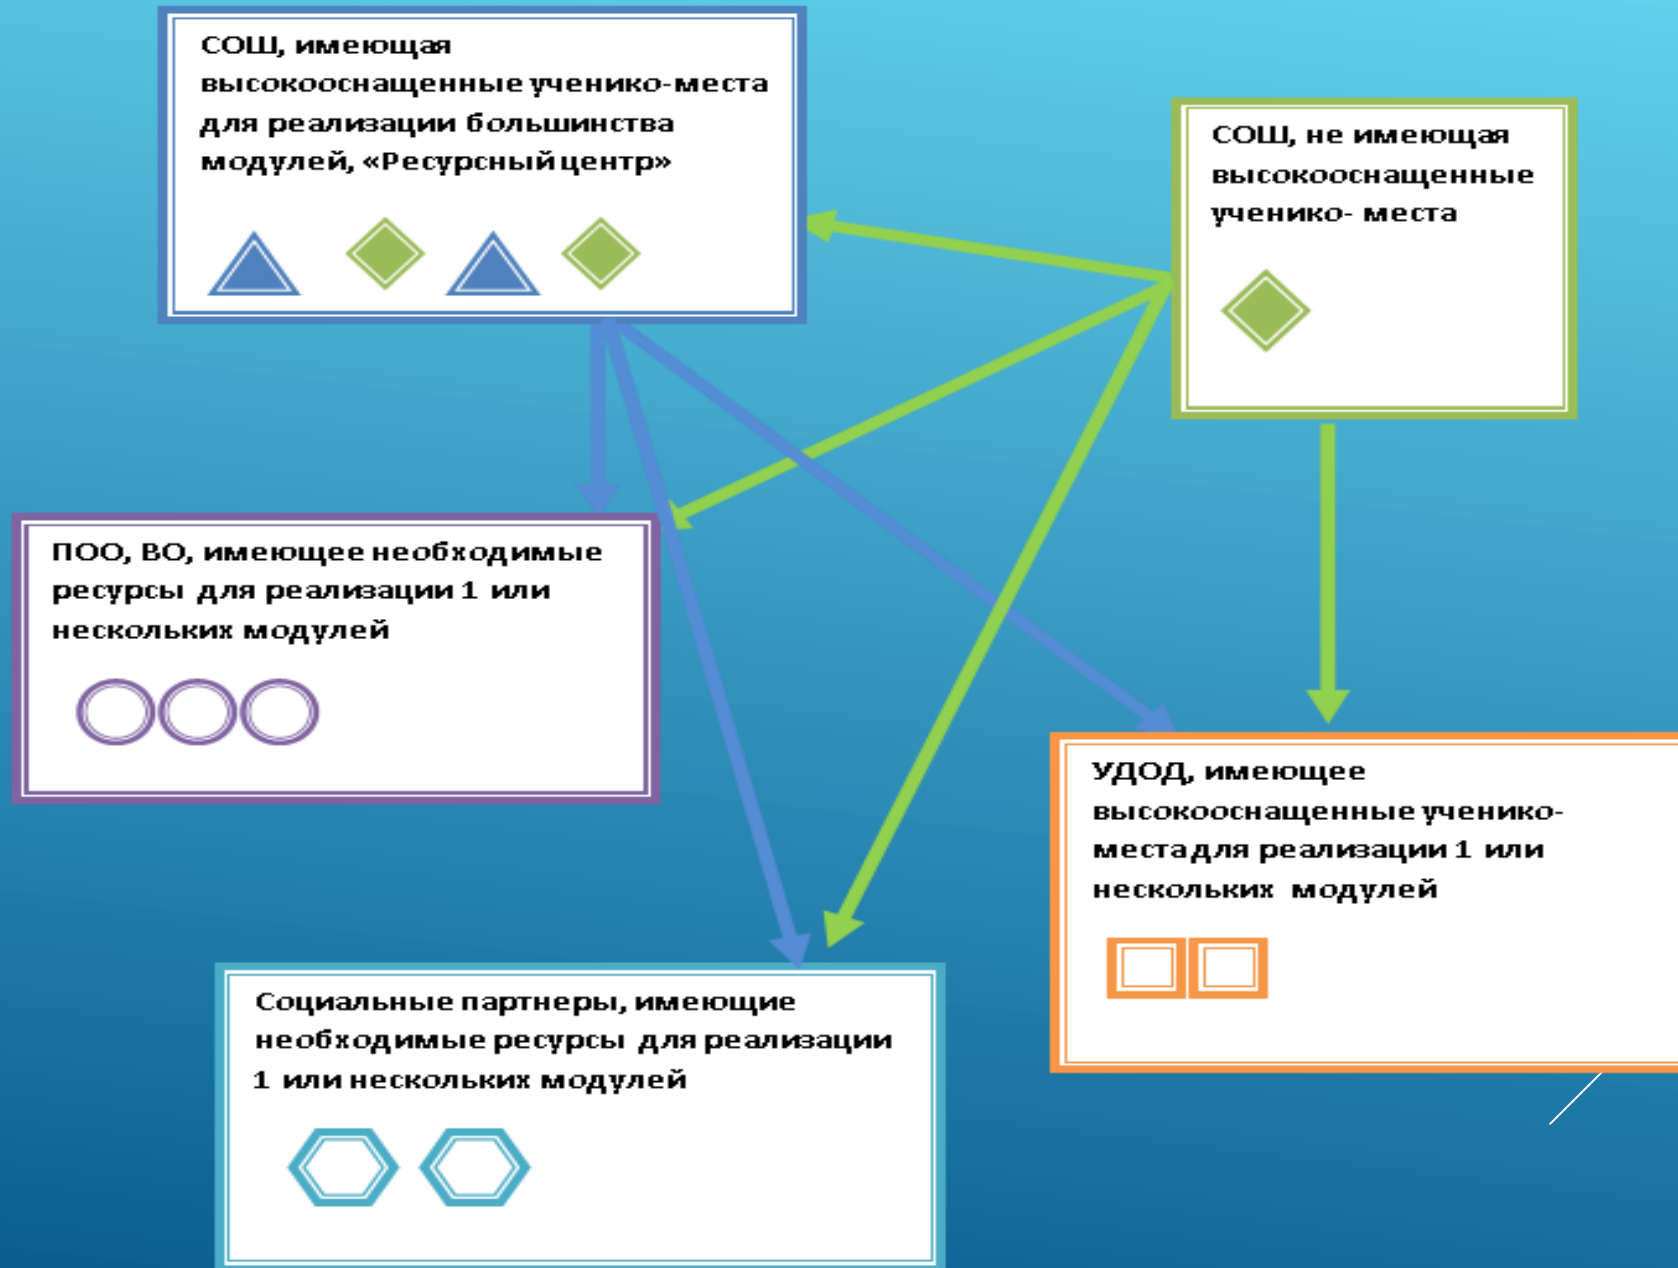 СОШ, имеющая
высокооснащенные ученико-места
для реализации большинства
модулей, «Ресурсный центр»
СОШ, не имеющая
высокооснащенные
ученико- места
ПОО, ВО, имеющее необходимые
ресурсы для реализации 1 или
нескольких модулей
УДОД, имеющее
высокооснащенные ученико-
места для реализации 1 или
нескольких модулей
Социальные партнеры, имеющие
необходимые ресурсы для реализации
1 или нескольких модулей